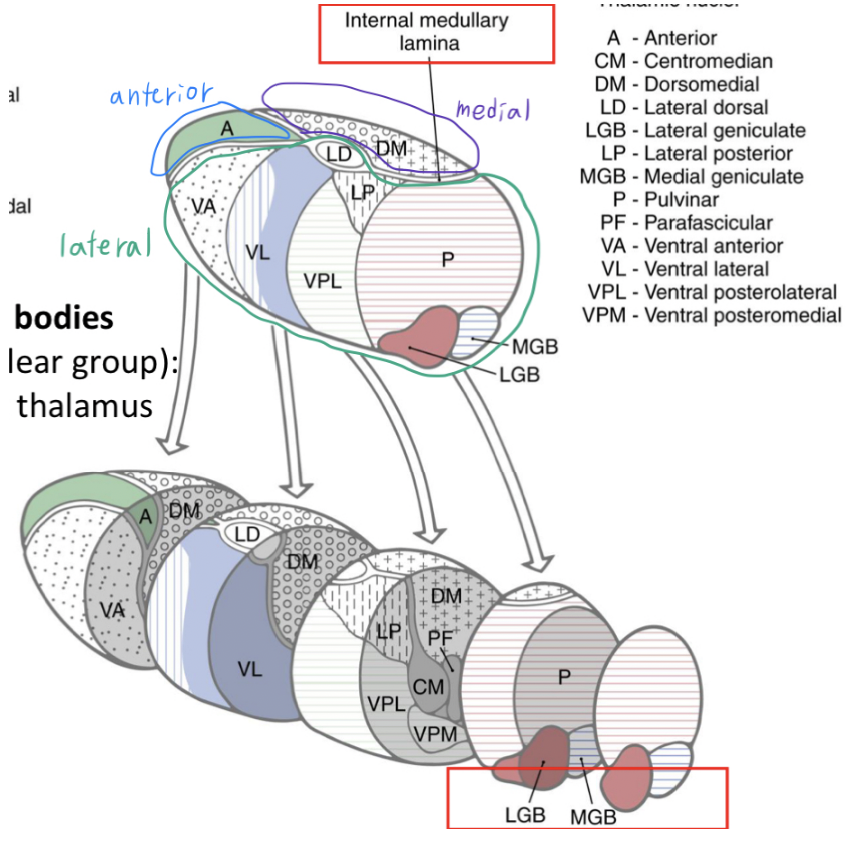 Internal medullary
lamina
A - Anterior
CM - Centromedian
DM - Dorsomedial
LD - Lateral dorsal
LGB - Lateral geniculate
LP - Lateral posterior
MGB - Medial geniculate
P - Pulvinar
PF - Parafascicular
VA - Ventral anterior
VL - Ventral lateral
VPL - Ventral posterolateral
VPM - Ventral posteromedial
al
anterior
medial
A
LD
DM
dal
VA
LP
lateral
VL
P
VPL
bodies
lear group):
thalamus
MGB
LGB
A
DM
LD
DM
VA
DM
LP
PF
VL
CM
P
VPL
VPM
LGB
MGB